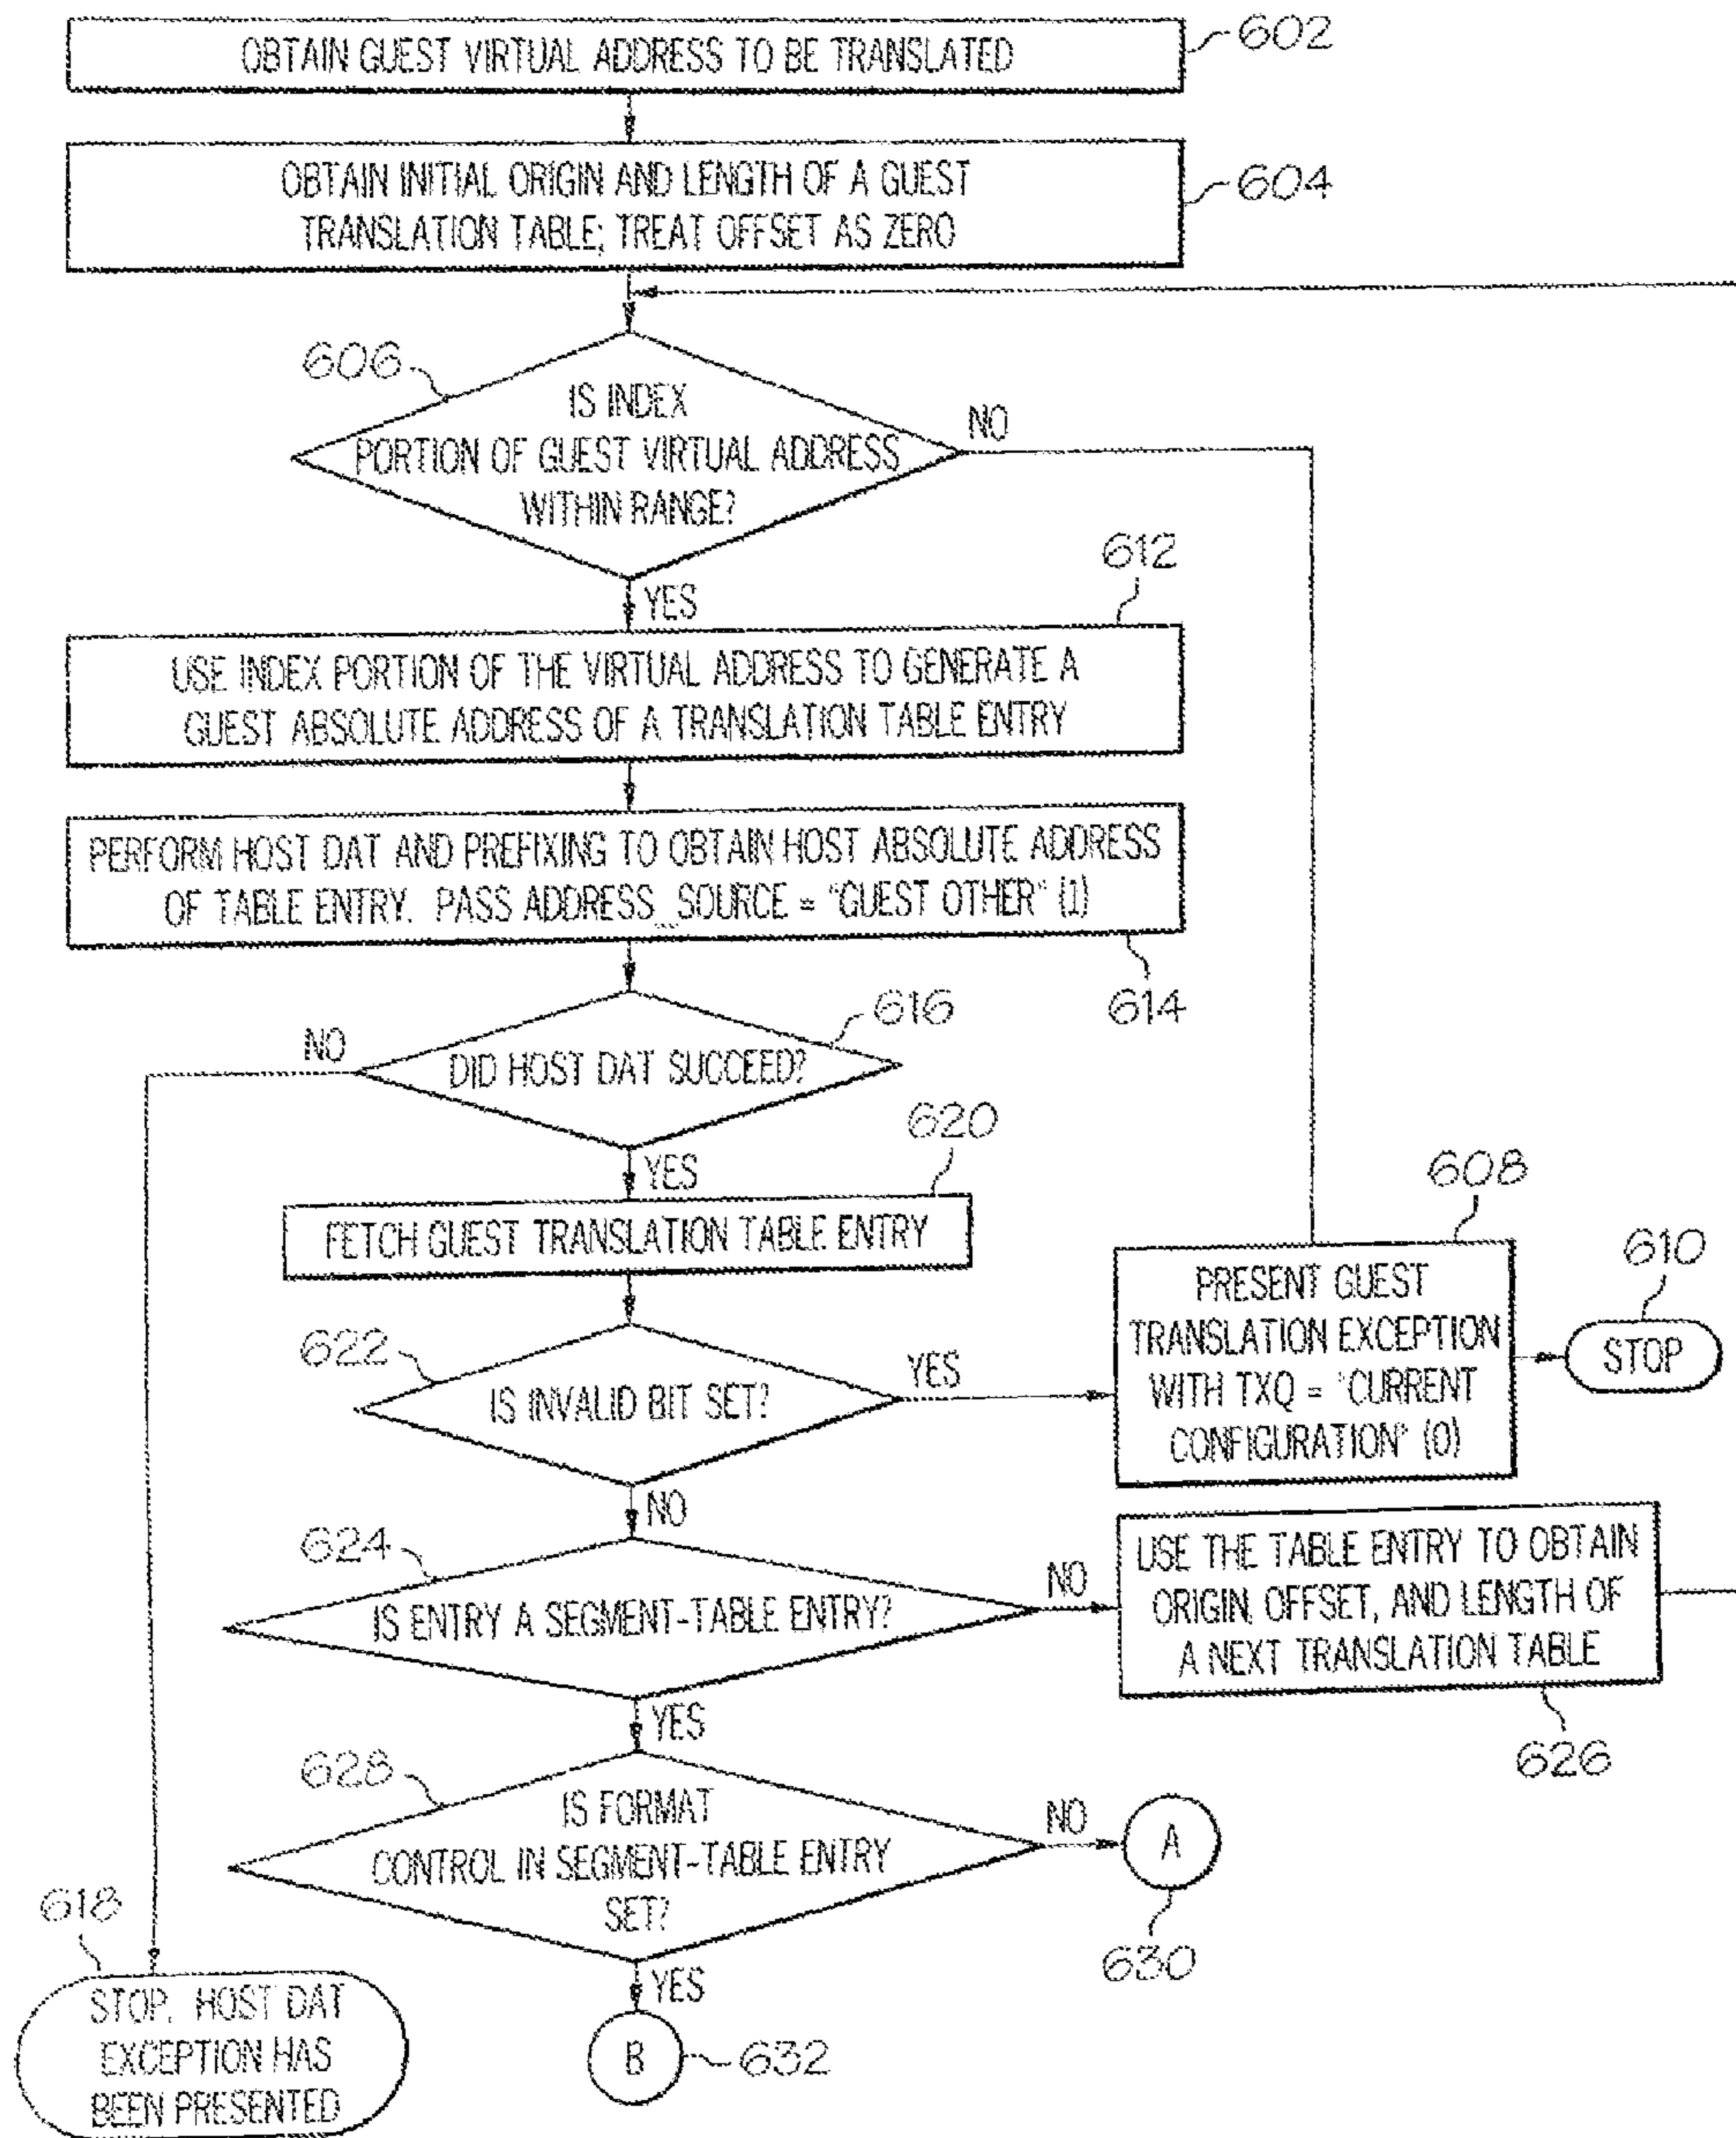 OBTAIN GUEST VIRTUAL ADDRESS TO BE TRANSLATED
602
OBTAIN INITIAL ORIGIN AND LENGTH OF A GUEST
TRANSLATION TABLE; TREAT OFFSET AS ZERO
604
606
IS INDEX
PORTION OF GUEST VIRTUAL ADDRESS
WITHIN RANGE?
NO
YES
612
USE INDEX PORTION OF THE VIRTUAL ADDRESS TO GENERATE A
GUEST ABSOLUTE ADDRESS OF A TRANSLATION TABLE ENTRY
PERFORM HOST DAT AND PREFIXING TO OBTAIN HOST ABSOLUTE ADDRESS
OF TABLE ENTRY. PASS ADDRESS_SOURCE = "GUEST OTHER" (1)
614
616
NO
DID HOST DAT SUCCEED?
YES
620
FETCH GUEST TRANSLATION TABLE ENTRY
608
PRESENT GUEST
TRANSLATION EXCEPTION
WITH TXQ = "CURRENT
CONFIGURATION" (0)
610
STOP
622
IS INVALID BIT SET?
YES
NO
624
IS ENTRY A SEGMENT-TABLE ENTRY?
NO
USE THE TABLE ENTRY TO OBTAIN
ORIGIN, OFFSET, AND LENGTH OF
A NEXT TRANSLATION TABLE
626
YES
628
IS FORMAT
CONTROL IN SEGMENT-TABLE ENTRY
SET?
NO
A
630
YES
B
632
618
STOP. HOST DAT
EXCEPTION HAS
BEEN PRESENTED